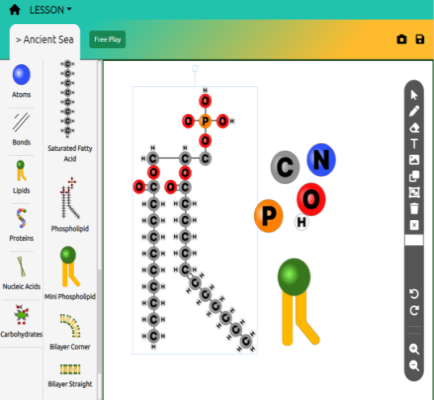 LESSON
> Ancient Sea
Free Play
Atoms
Bonds
Lipids
Proteins
Nucleic Acids
Carbohydrates
Saturated Fatty
Acid
Phospholipid
Mini Phospholipid
Bilayer Corner
Bilayer Straight
C
N
O
P
H
T